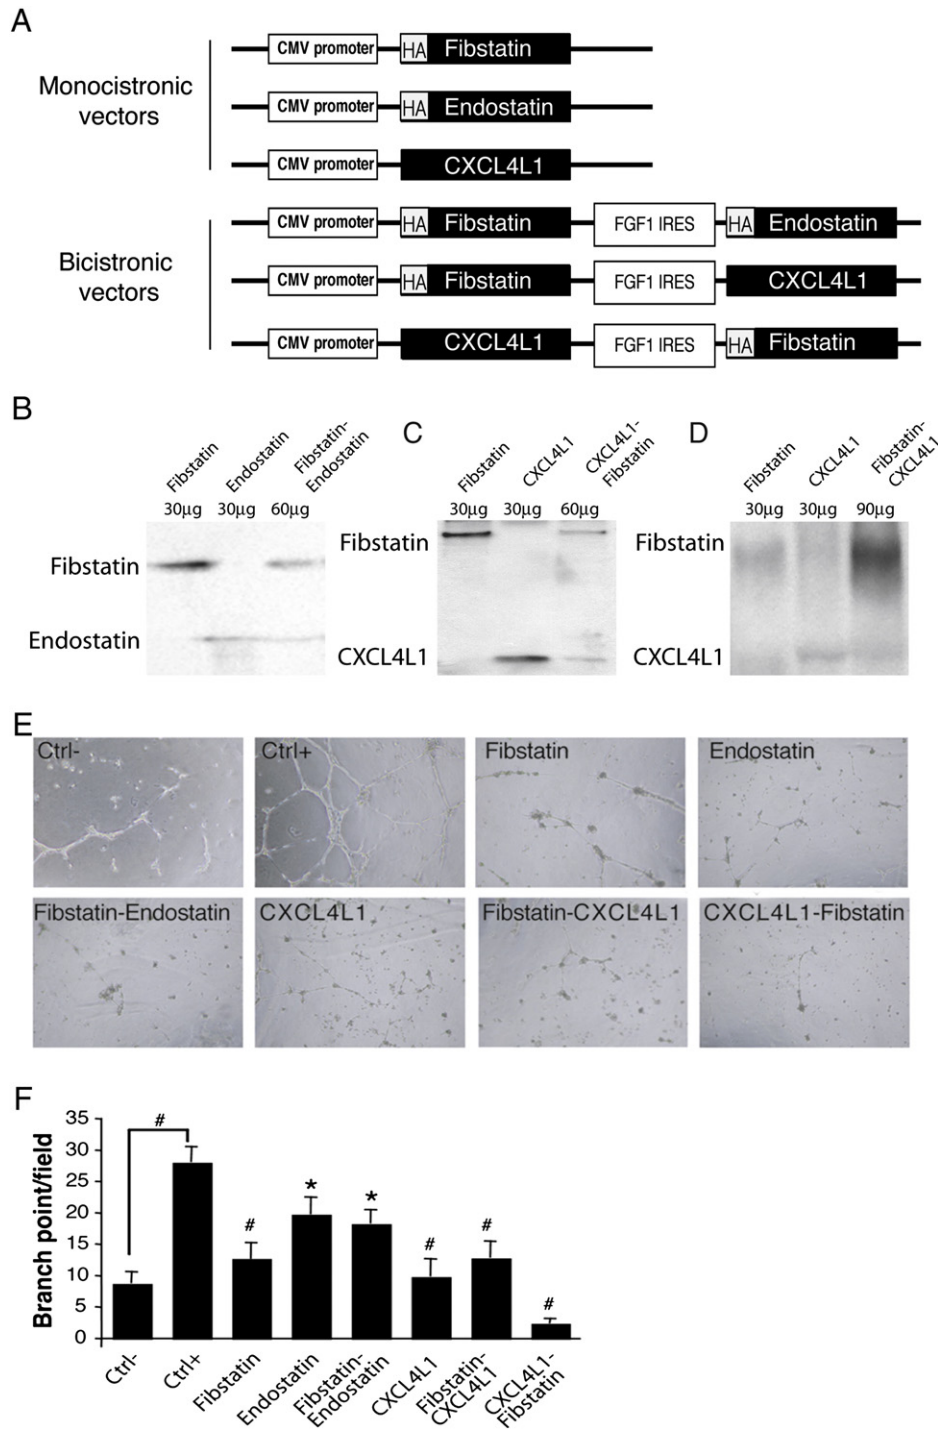 A
Monocistronic
vectors
CMV promoter HA Fibstatin
CMV promoter HA Endostatin
CMV promoter CXCL4L1
Bicistronic
vectors
CMV promoter HA Fibstatin FGF1 IRES HA Endostatin
CMV promoter HA Fibstatin FGF1 IRES CXCL4L1
CMV promoter CXCL4L1 FGF1 IRES HA Fibstatin
B
Fibstatin
Endostatin
Fibstatin-
Endostatin
30µg 30µg 60µg
Fibstatin
Endostatin
C
Fibstatin
CXCL4L1
CXCL4L1-
Fibstatin
30µg 30µg 60µg
Fibstatin
CXCL4L1
D
Fibstatin
CXCL4L1
Fibstatin-
CXCL4L1
30µg 30µg 90µg
Fibstatin
CXCL4L1
E
Ctrl- Ctrl+ Fibstatin Endostatin
Fibstatin-Endostatin CXCL4L1 Fibstatin-CXCL4L1 CXCL4L1-Fibstatin
F
Branch point/field
35
30
25
20
15
10
5
0
# # * * # # #
Ctrl-
Ctrl+
Fibstatin
Endostatin
Fibstatin-
Endostatin
CXCL4L1
Fibstatin-
CXCL4L1
CXCL4L1-
Fibstatin